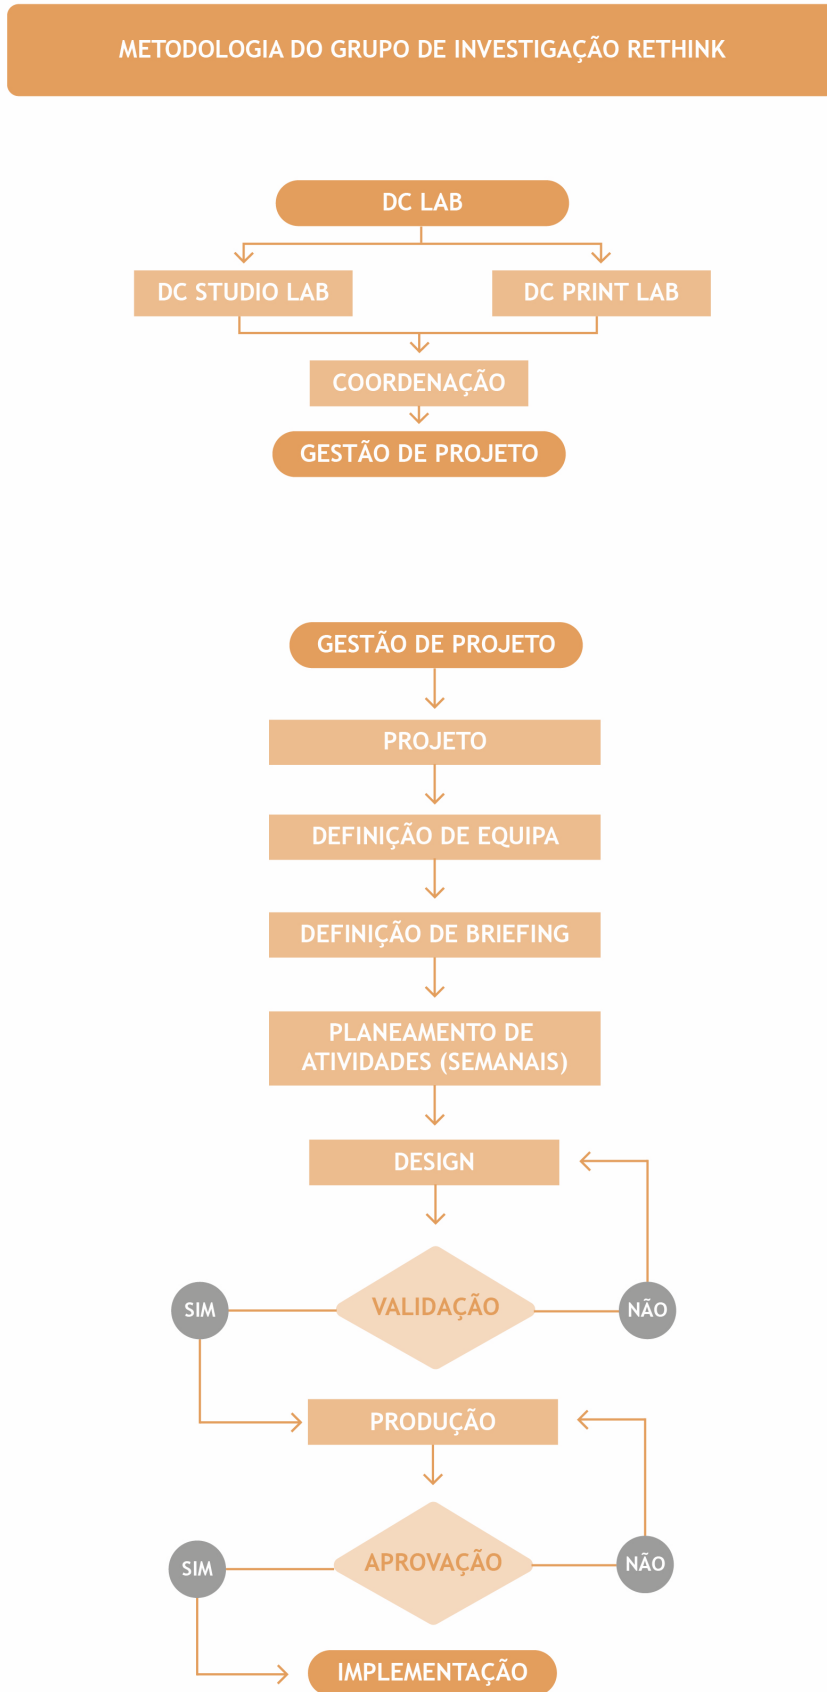 METODOLOGIA DO GRUPO DE INVESTIGAÇÃO RETHINK
DC LAB
DC STUDIO LAB
DC PRINT LAB
COORDENAÇÃO
GESTÃO DE PROJETO
GESTÃO DE PROJETO
PROJETO
DEFINIÇÃO DE EQUIPA
DEFINIÇÃO DE BRIEFING
PLANEAMENTO DE
ATIVIDADES (SEMANAIS)
DESIGN
VALIDAÇÃO
SIM
NÃO
PRODUÇÃO
APROVAÇÃO
SIM
NÃO
IMPLEMENTAÇÃO